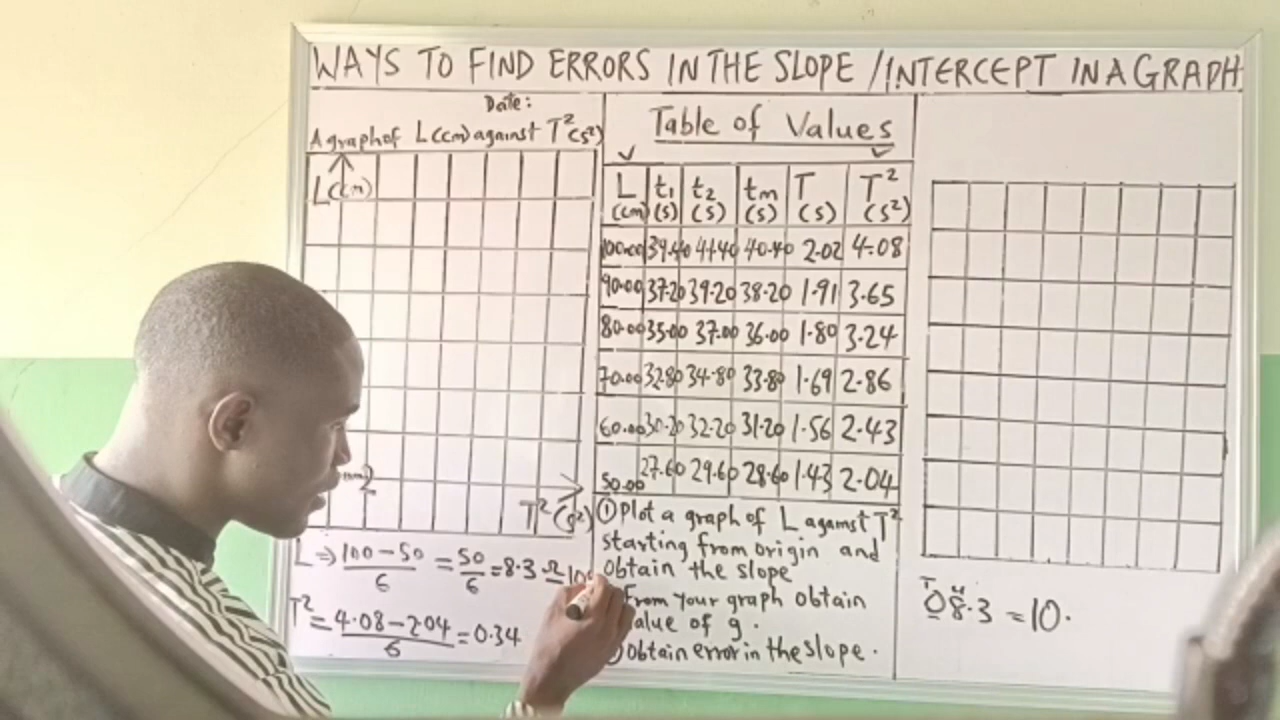 WAYS TO FIND ERRORS IN THE SLOPE /INTERCEPT IN A GRAPH
Date:
A graph of L(cm) against T²(s²)
L(cm)
T²(s²)
L => 100-50/6 = 50/6 = 8.3 ≏ 10
T² = 4.08-2.04/6 = 0.34
Table of Values
L (cm) t₁ (s) t₂ (s) tm (s) T (s) T² (s²)
100.00 39.40 41.40 40.40 2.02 4.08
90.00 37.20 39.20 38.20 1.91 3.65
80.00 35.00 37.00 36.00 1.80 3.24
70.00 32.80 34.80 33.80 1.69 2.86
60.00 30.20 32.20 31.20 1.56 2.43
50.00 27.60 29.60 28.60 1.43 2.04
① Plot a graph of L against T²
starting from origin and
obtain the slope
From your graph obtain
value of g.
Obtain error in the slope.
T U
08.3 = 10.